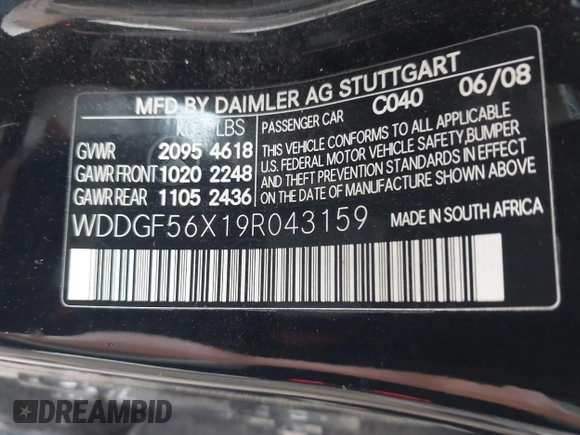 MFD BY DAIMLER AG STUTTGART
KG LBS PASSENGER CAR C040 06/08
GVWR 2095 4618
GAWR FRONT 1020 2248
GAWR REAR 1105 2436
THIS VEHICLE CONFORMS TO ALL APPLICABLE
U.S. FEDERAL MOTOR VEHICLE SAFETY, BUMPER
AND THEFT PREVENTION STANDARDS IN EFFECT
ON THE DATE OF MANUFACTURE SHOWN ABOVE
WDDGF56X19R043159 MADE IN SOUTH AFRICA
DREAMBID